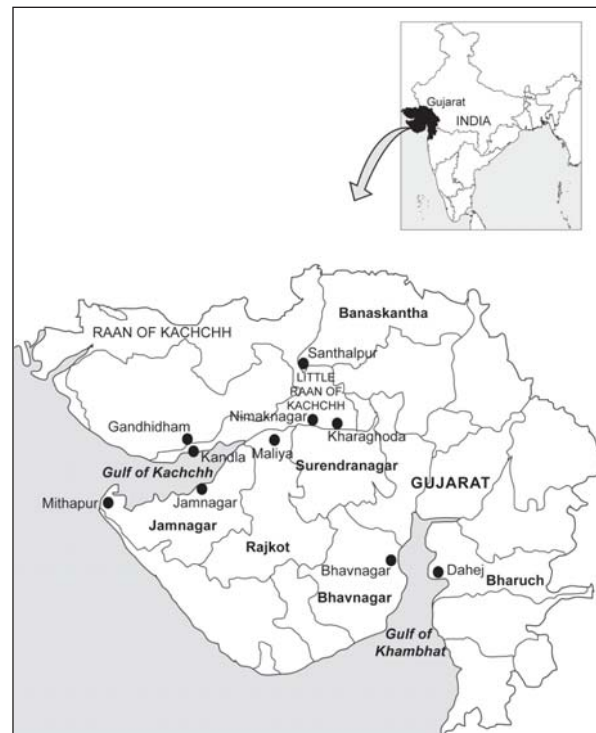 Gujarat
INDIA
Banaskantha
RAAN OF KACHCHH
Santhalpur
LITTLE
RAAN OF
KACHCHH
Nimaknagar
Kharaghoda
Gandhidham
Kandla
Maliya
Surendranagar
Gulf of Kachchh
GUJARAT
Mithapur
Jamnagar
Jamnagar
Rajkot
Bhavnagar
Dahej
Bharuch
Bhavnagar
Gulf of
Khambhat